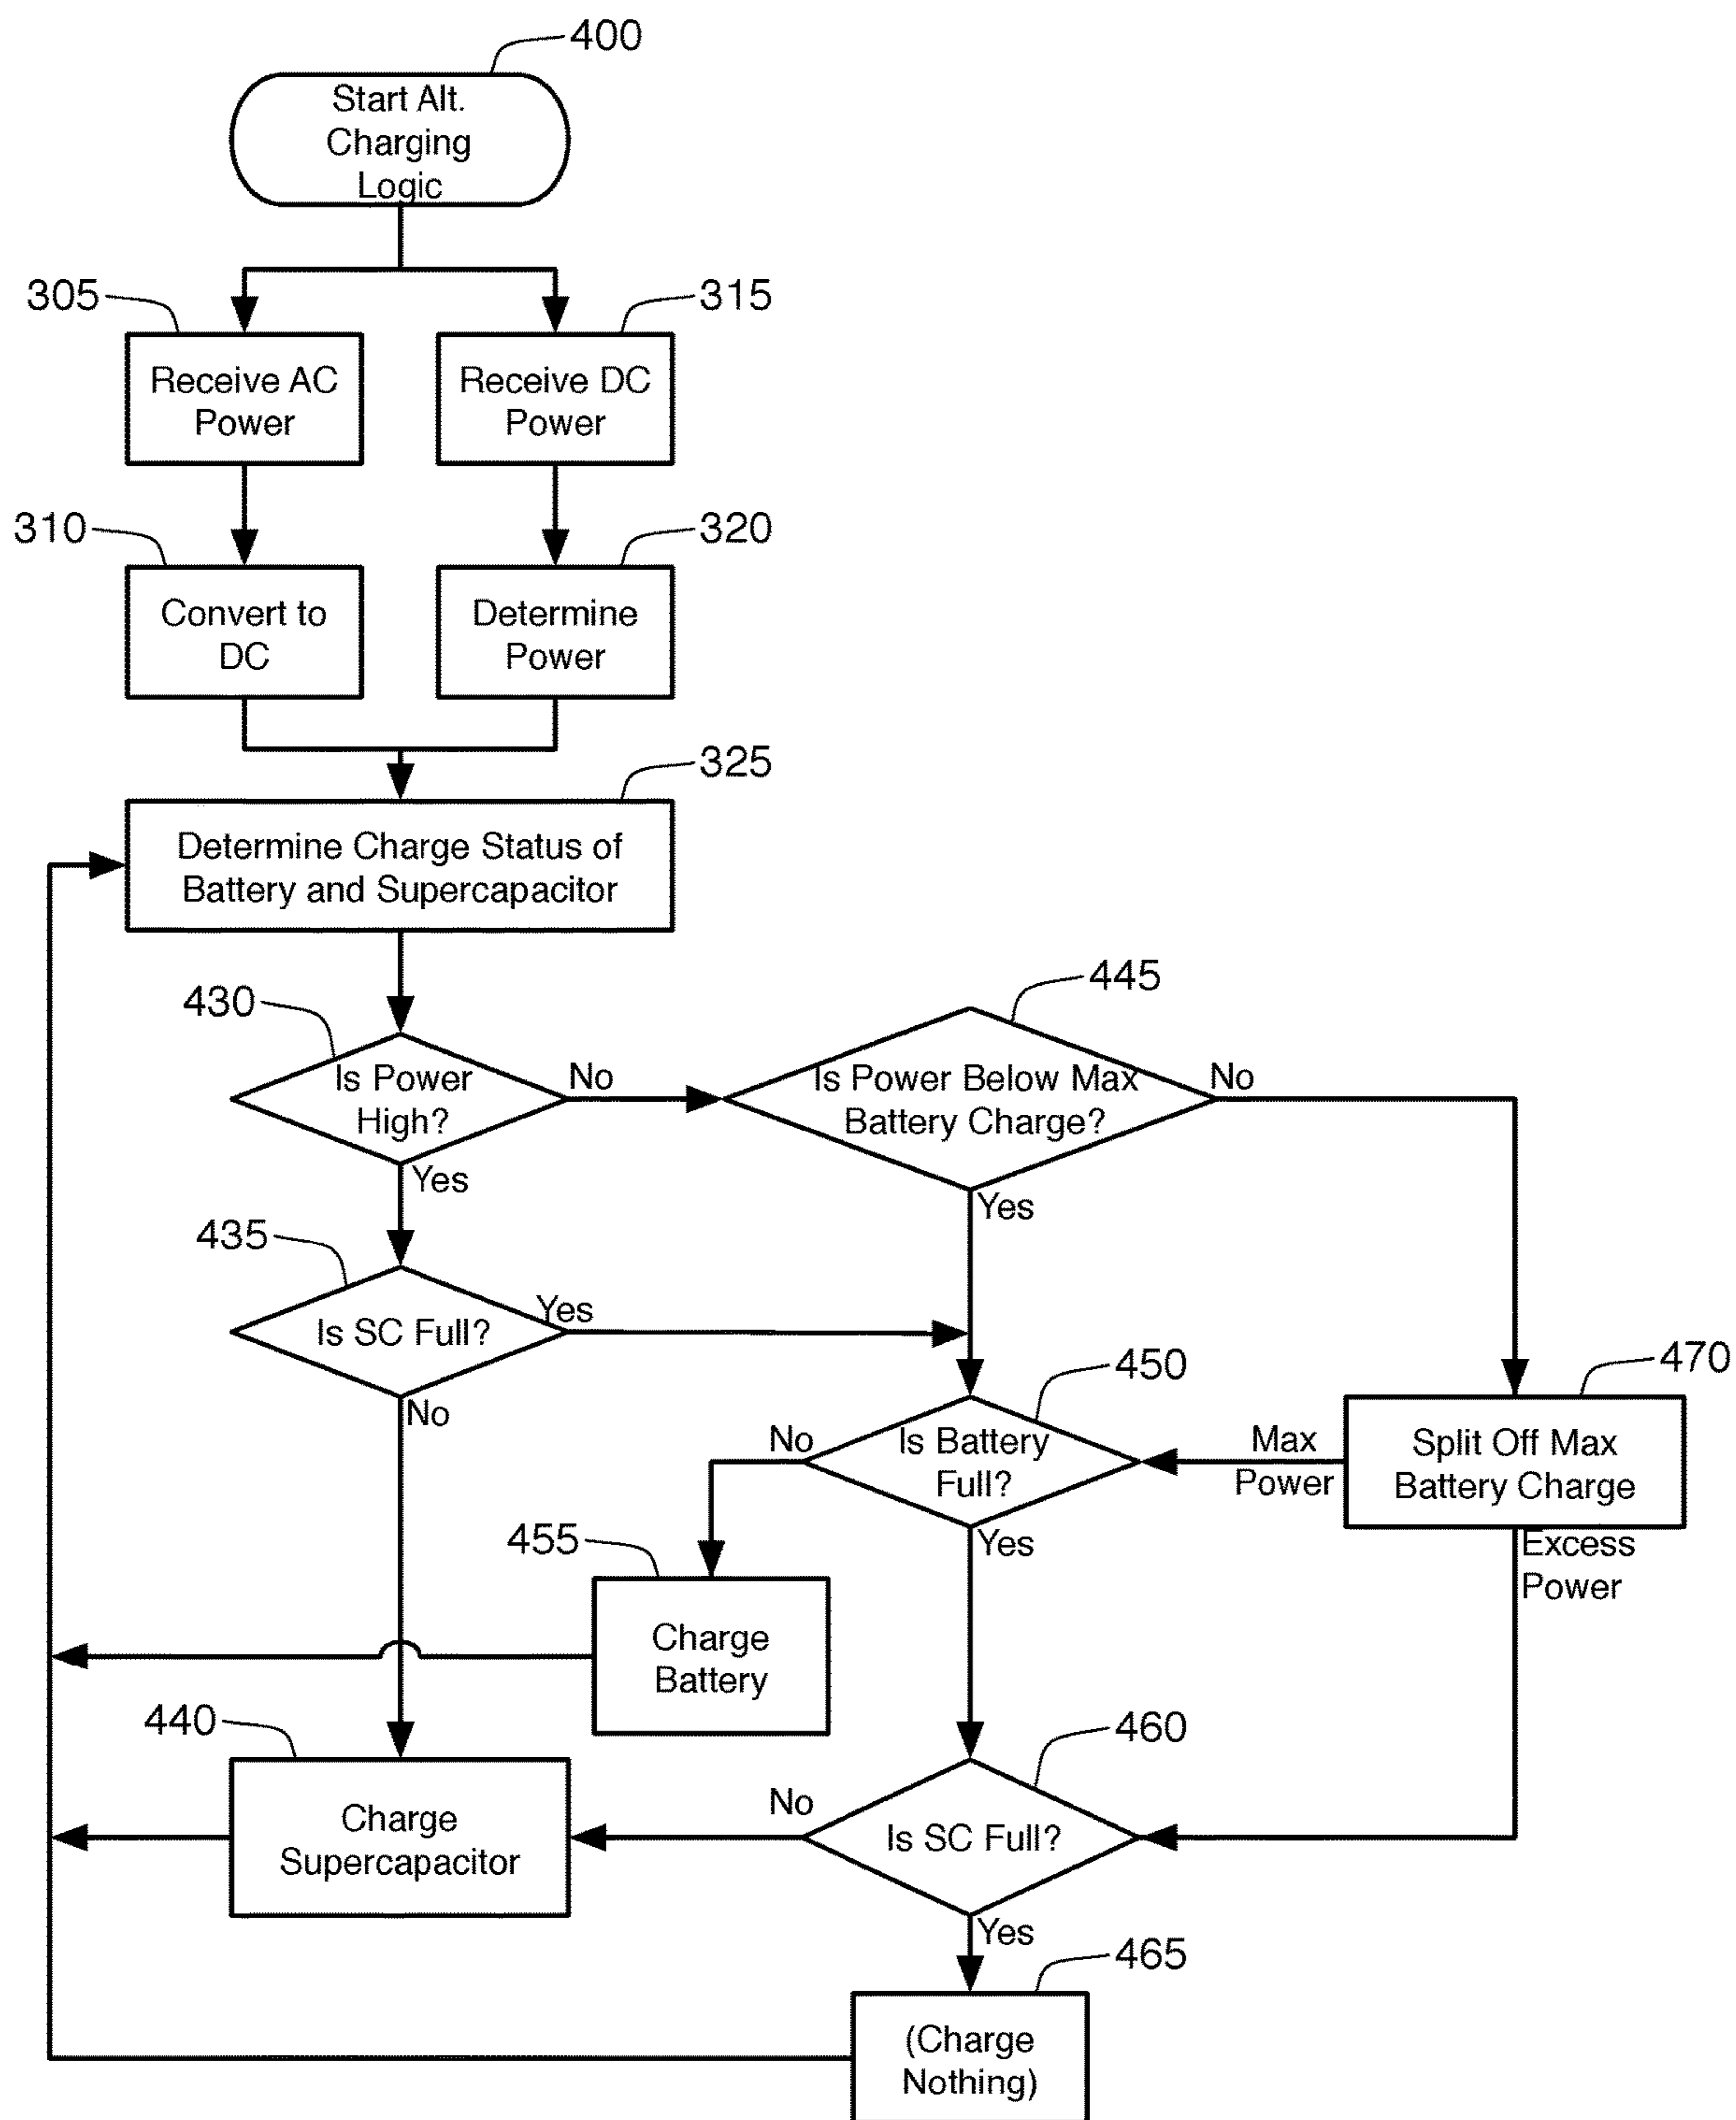 400
Start Alt.
Charging
Logic
305
315
Receive AC
Power
Receive DC
Power
310
320
Convert to
DC
Determine
Power
325
Determine Charge Status of
Battery and Supercapacitor
430
445
Is Power
High?
No
Is Power Below Max
Battery Charge?
No
Yes
Yes
435
Is SC Full?
Yes
No
450
470
No
Is Battery
Full?
Max
Power
Split Off Max
Battery Charge
Yes
Excess
Power
455
Charge
Battery
440
460
Charge
Supercapacitor
No
Is SC Full?
Yes
465
(Charge
Nothing)